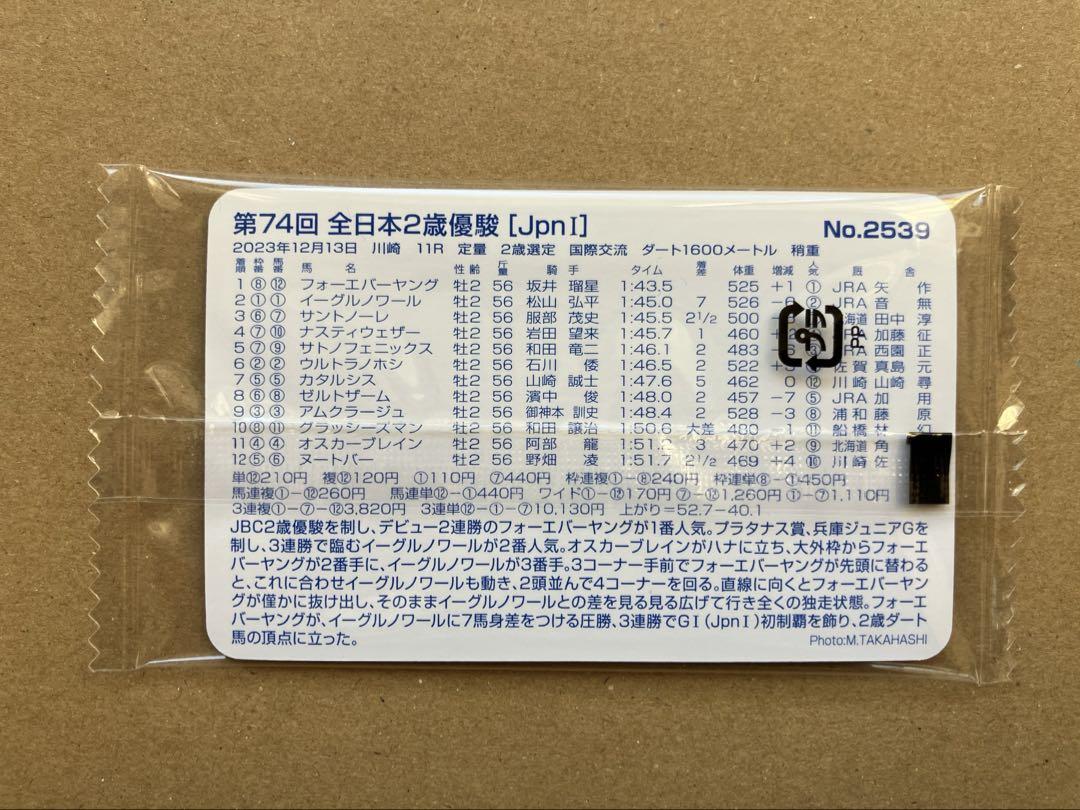 第74回 全日本2歳優駿 [JpnⅠ] No.2539
2023年12月13日 川崎 11R 定量 2歳選定 国際交流 ダート1600メートル 稍重
着順 枠番 馬番 馬名 性齢 斤量 騎手 タイム 着差 体重 増減 人気 厩舎
1 ⑧ ⑫ フォーエバーヤング 牡2 56 坂井 瑠星 1:43.5 525 +1 ① JRA 矢作
2 ① ① イーグルノワール 牡2 56 松山 弘平 1:45.0 7 526 ② JRA 音無
3 ⑥ ⑦ サントノーレ 牡2 56 服部 茂史 1:45.5 2½ 500 海道 田中 淳
4 ⑦ ⑩ ナスティウェザー 牡2 56 岩田 望来 1:45.7 1 460 JRA 加藤 征
5 ⑦ ⑨ サトノフェニックス 牡2 56 和田 竜二 1:46.1 2 483 JRA 西園 正
6 ② ② ウルトラノホシ 牡2 56 石川 倭 1:46.5 2 522 佐賀 真島 元
7 ⑤ ⑤ カタルシス 牡2 56 山崎 誠士 1:47.6 5 462 0 ⑫ 川崎 山崎 尋
8 ⑥ ⑧ ゼルトザーム 牡2 56 濱中 俊 1:48.0 2 457 -7 ⑤ JRA 加用
9 ③ ③ アムクラージュ 牡2 56 御神本 訓史 1:48.4 2 528 -3 ⑧ 浦和 藤原
10 ⑧ ⑪ グラッシーズマン 牡2 56 和田 譲治 1:50.6 大差 480 -1 ⑪ 船橋 林 幻
11 ④ ④ オスカーブレイン 牡2 56 阿部 龍 1:51.2 3 470 +2 ⑨ 北海道 角
12 ⑤ ⑥ ヌートバー 牡2 56 野畑 凌 1:51.7 2½ 469 +4 ⑩ 川崎 佐
単⑫210円 複⑫120円 ①110円 ⑦440円 枠連複①-⑧240円 枠連単⑧-①450円
馬連複①-⑫260円 馬連単⑫-①440円 ワイド①-⑫170円 ⑦-⑫1,260円 ①-⑦1,110円
3連複①-⑦-⑫3,820円 3連単⑫-①-⑦10,130円 上がり=52.7-40.1
JBC2歳優駿を制し、デビュー2連勝のフォーエバーヤングが1番人気。プラタナス賞、兵庫ジュニアGを
制し、3連勝で臨むイーグルノワールが2番人気。オスカーブレインがハナに立ち、大外枠からフォーエ
バーヤングが2番手に、イーグルノワールが3番手。3コーナー手前でフォーエバーヤングが先頭に替わる
と、これに合わせイーグルノワールも動き、2頭並んで4コーナーを回る。直線に向くとフォーエバーヤン
グが僅かに抜け出し、そのままイーグルノワールとの差を見る見る広げて行き全くの独走状態。フォーエ
バーヤングが、イーグルノワールに7馬身差をつける圧勝、3連勝でGⅠ(JpnⅠ)初制覇を飾り、2歳ダート
馬の頂点に立った。 Photo:M.TAKAHASHI
プラ
PP